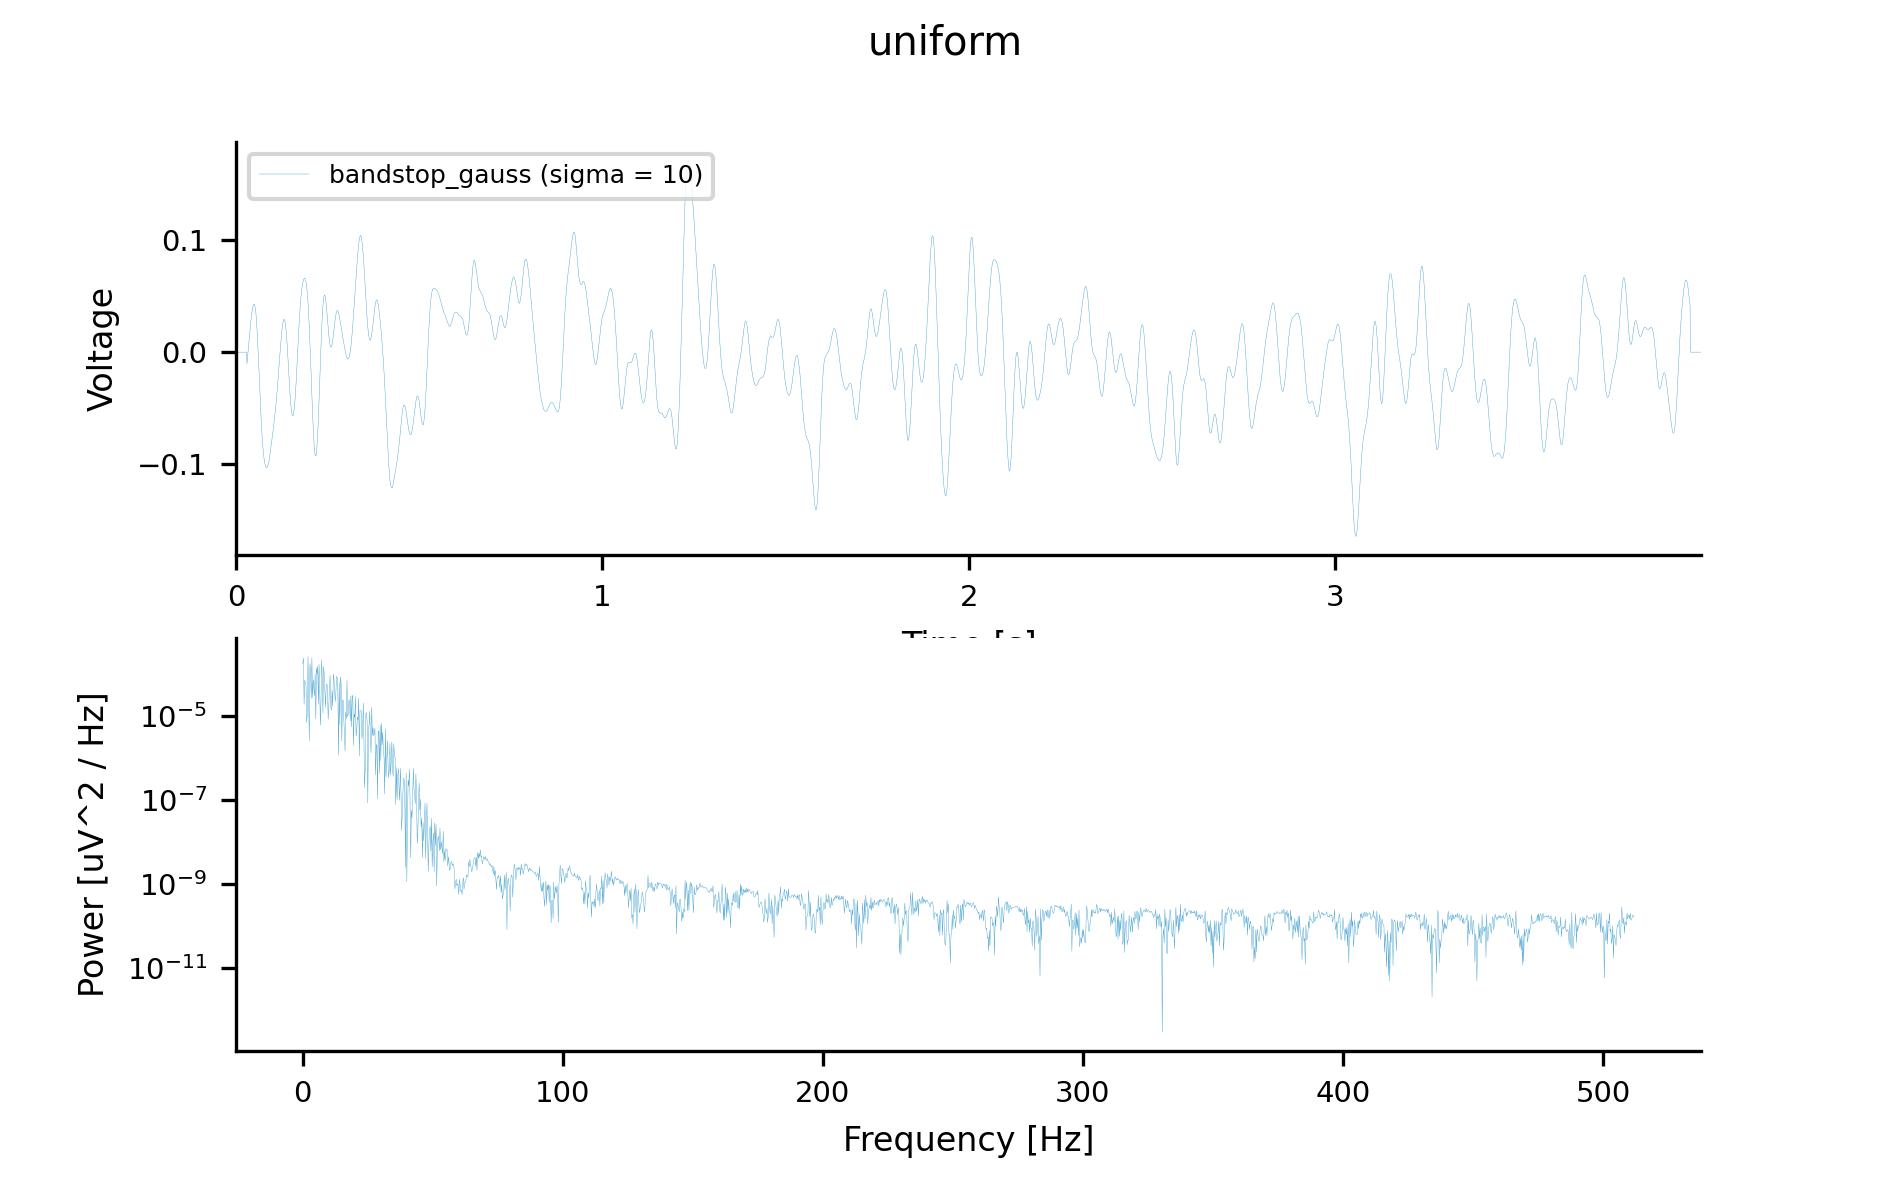 uniform
bandstop_gauss (sigma = 10)
Voltage
0.1
0.0
−0.1
0 1 2 3
Time [s]
Power [uV^2 / Hz]
10⁻⁵
10⁻⁷
10⁻⁹
10⁻¹¹
0 100 200 300 400 500
Frequency [Hz]